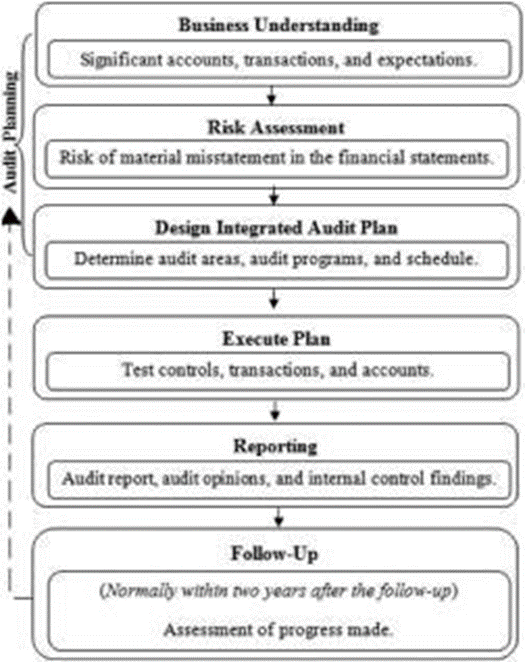 Audit Planning
Business Understanding
Significant accounts, transactions, and expectations.
Risk Assessment
Risk of material misstatement in the financial statements.
Design Integrated Audit Plan
Determine audit areas, audit programs, and schedule.
Execute Plan
Test controls, transactions, and accounts.
Reporting
Audit report, audit opinions, and internal control findings.
Follow-Up
(Normally within two years after the follow-up)
Assessment of progress made.